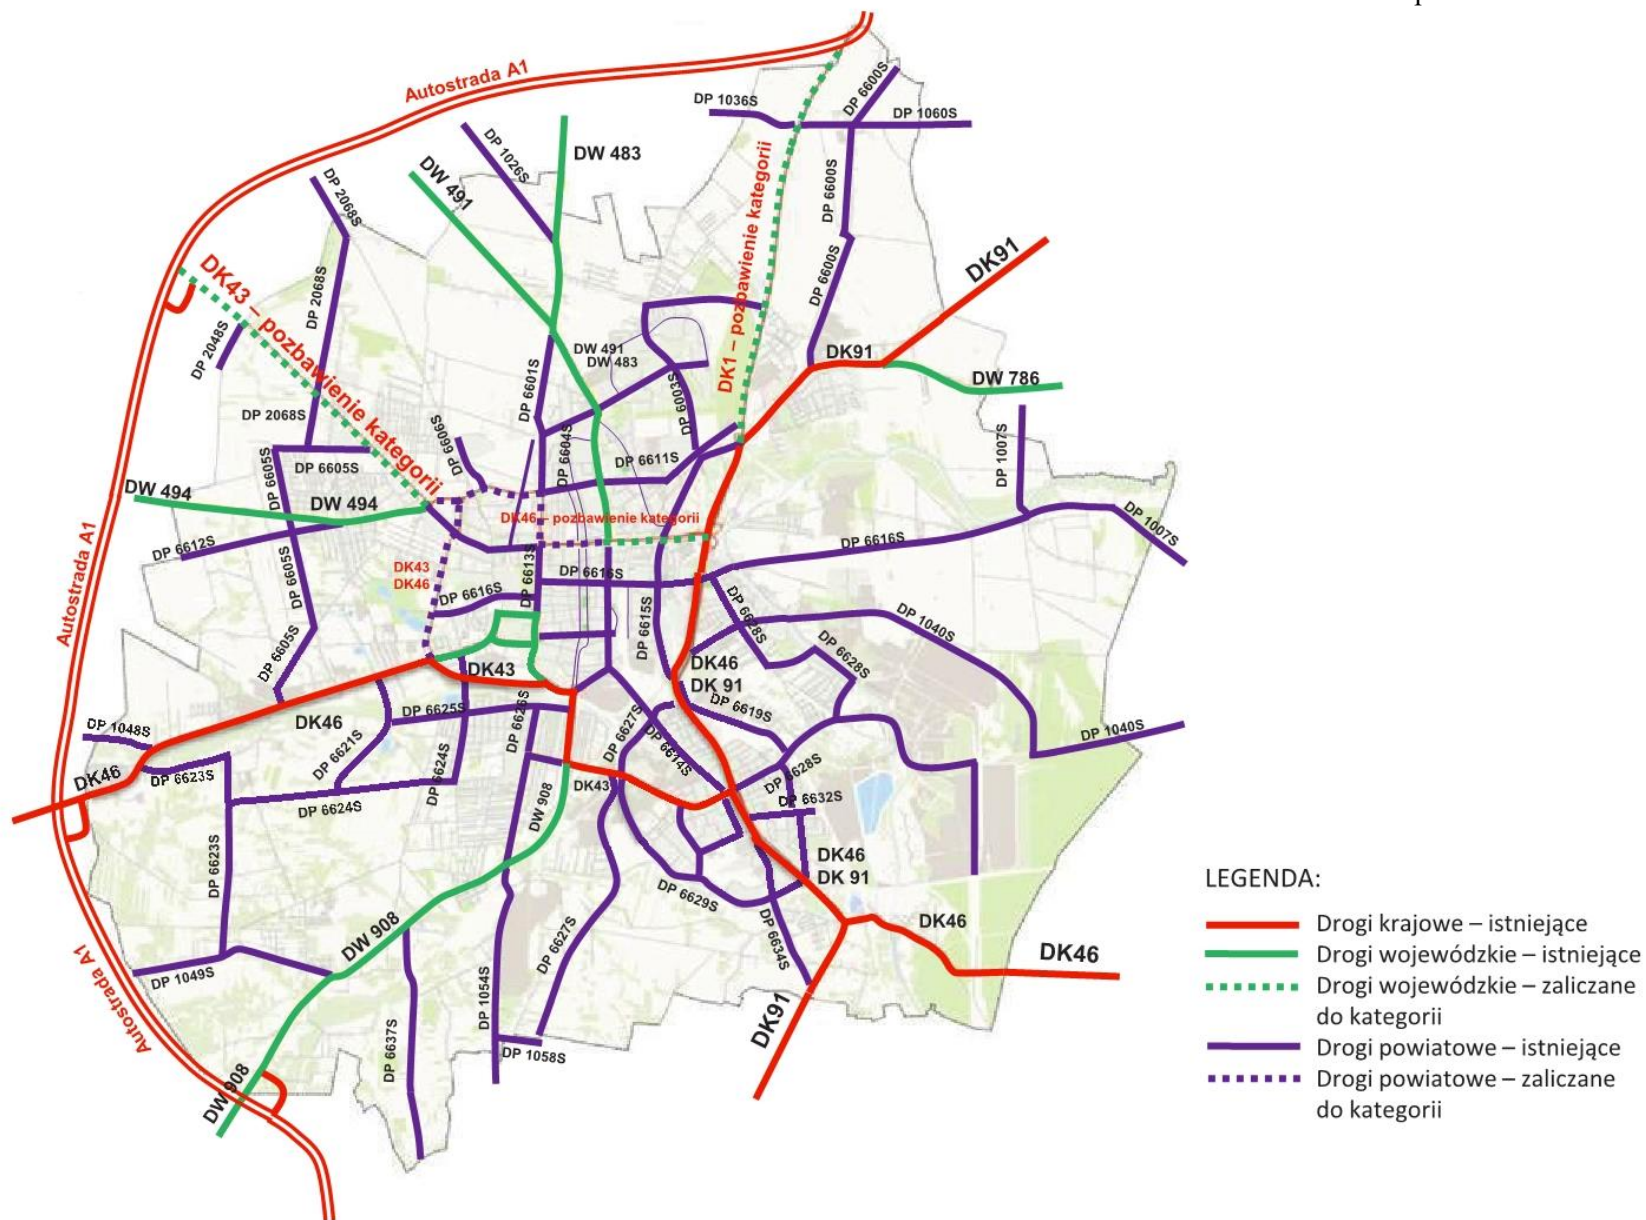 p
Autostrada A1
DP 1036S
DP 6600S
DP 1060S
DP 1026S
DW 483
DW 491
DP 2068S
DP 6600S
DK1 – pozbawienie kategorii
DK43 – pozbawienie kategorii
DP 2068S
DP 6600S
DK91
DP 2048S
DW 491
DW 483
DK91
DW 786
DP 6601S
DP 6003S
DP 2068S
DP 6606S
DP 6604S
DP 1007S
DP 6605S
DP 6605S
DP 6611S
DW 494
DW 494
DK46 – pozbawienie kategorii
DP 1007S
DP 6612S
DP 6616S
Autostrada A1
DP 6605S
DK43
DK46
DP 6613S
DP 6616S
DP 6616S
DP 6615S
DP 6628S
DP 1040S
DP 6605S
DP 6628S
DK43
DK46
DK 91
DP 6625S
DP 6626S
DP 6619S
DK46
DP 1048S
DP 6627S
DP 6614S
DP 1040S
DP 6621S
DP 6624S
DK46
DP 6623S
DP 6628S
DK43
DP 6632S
DP 6624S
DW 908
DP 6623S
DK46
DK 91
DP 6629S
DW 908
DP 6627S
DP 6634S
DK46
DK46
DP 1049S
Autostrada A1
DP 1054S
DK91
DP 6637S
DP 1058S
DW 908
LEGENDA:
Drogi krajowe – istniejące
Drogi wojewódzkie – istniejące
Drogi wojewódzkie – zaliczane
do kategorii
Drogi powiatowe – istniejące
Drogi powiatowe – zaliczane
do kategorii